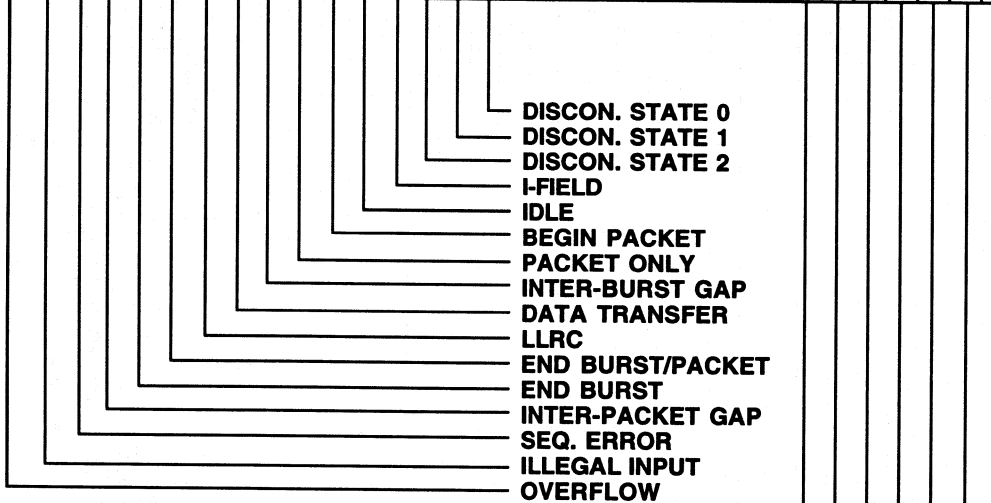 DISCON. STATE 0
DISCON. STATE 1
DISCON. STATE 2
I-FIELD
IDLE
BEGIN PACKET
PACKET ONLY
INTER-BURST GAP
DATA TRANSFER
LLRC
END BURST/PACKET
END BURST
INTER-PACKET GAP
SEQ. ERROR
ILLEGAL INPUT
OVERFLOW